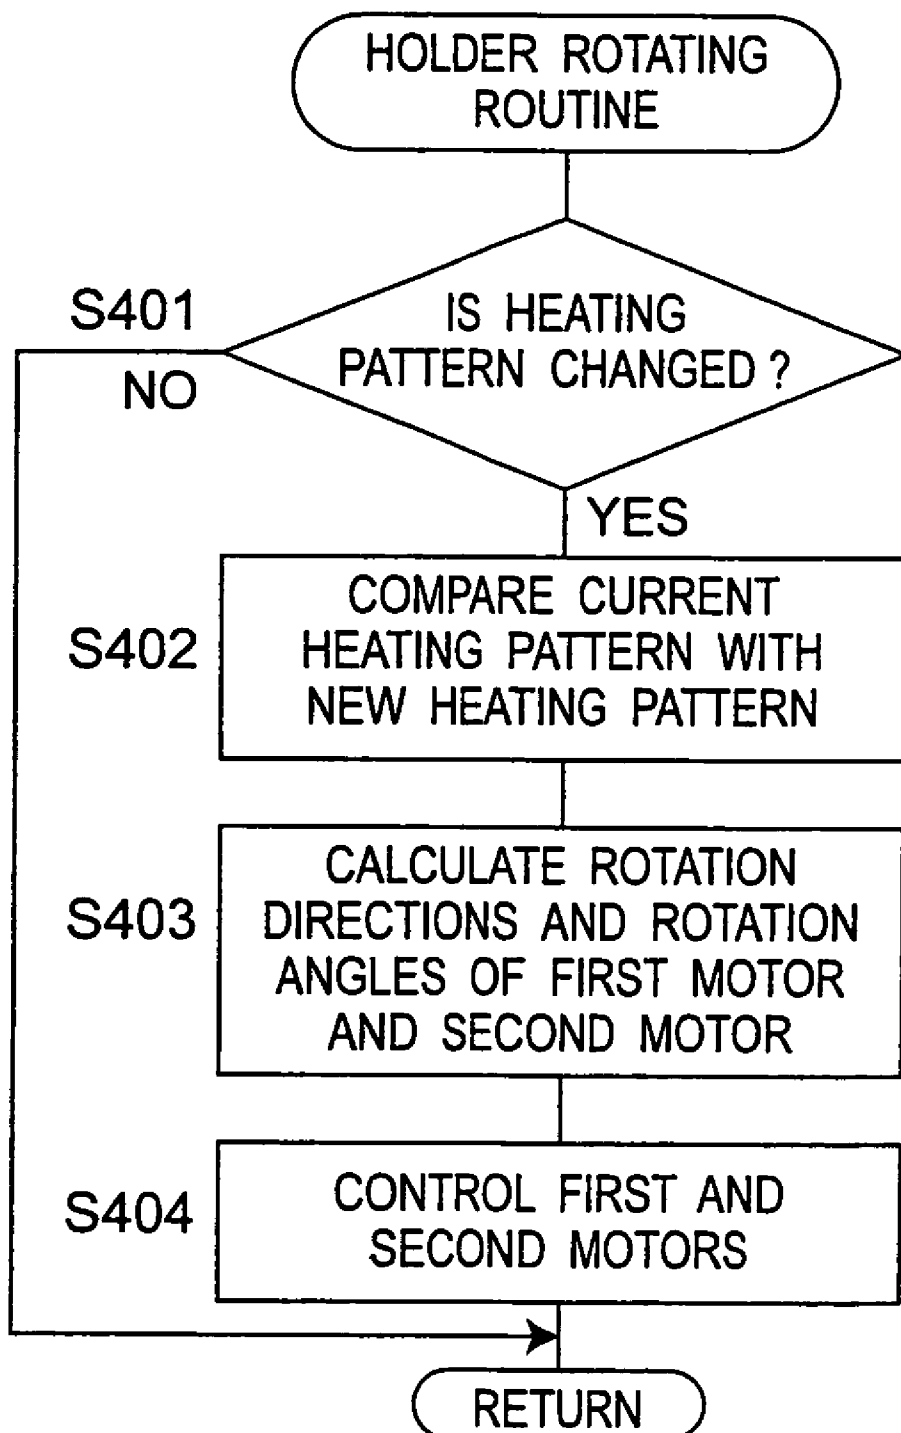 HOLDER ROTATING
ROUTINE
S401
IS HEATING
PATTERN CHANGED ?
NO
YES
S402
COMPARE CURRENT
HEATING PATTERN WITH
NEW HEATING PATTERN
S403
CALCULATE ROTATION
DIRECTIONS AND ROTATION
ANGLES OF FIRST MOTOR
AND SECOND MOTOR
S404
CONTROL FIRST AND
SECOND MOTORS
RETURN